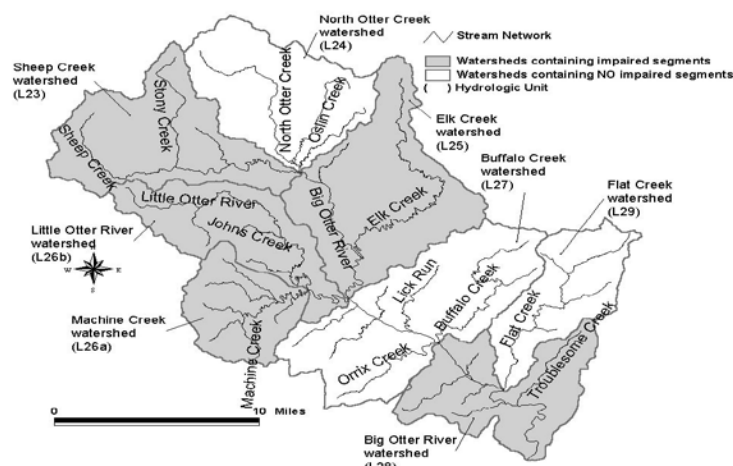 North Otter Creek
watershed
(L24)
Stream Network
Watersheds containing impaired segments
Watersheds containing NO impaired segments
( ) Hydrologic Unit
Sheep Creek
watershed
(L23)
Stony Creek
North Otter Creek
Oslin Creek
Elk Creek
watershed
(L25)
Sheep Creek
Buffalo Creek
watershed
(L27)
Flat Creek
watershed
(L29)
Little Otter River
Big Otter River
Elk Creek
Johns Creek
Little Otter River
watershed
(L26b)
N
W E
S
Lick Run
Buffalo Creek
Flat Creek
Troublesome Creek
Machine Creek
watershed
(L26a)
Machine Creek
Orrix Creek
0 10 Miles
Big Otter River
watershed
(L28)